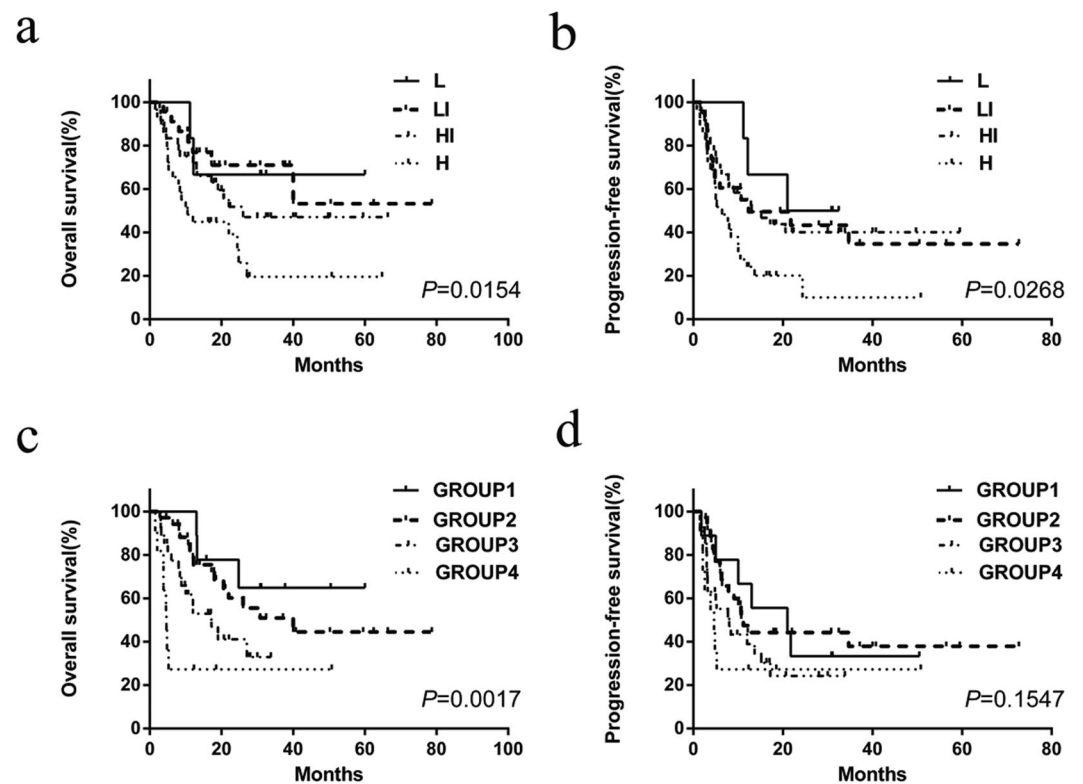 a
Overall survival(%)
100
80
60
40
20
0
0 20 40 60 80 100
Months
L
LI
HI
H
P=0.0154
b
Progression-free survival(%)
100
80
60
40
20
0
0 20 40 60 80
Months
L
LI
HI
H
P=0.0268
c
Overall survival(%)
100
80
60
40
20
0
0 20 40 60 80 100
Months
GROUP1
GROUP2
GROUP3
GROUP4
P=0.0017
d
Progression-free survival(%)
100
80
60
40
20
0
0 20 40 60 80
Months
GROUP1
GROUP2
GROUP3
GROUP4
P=0.1547